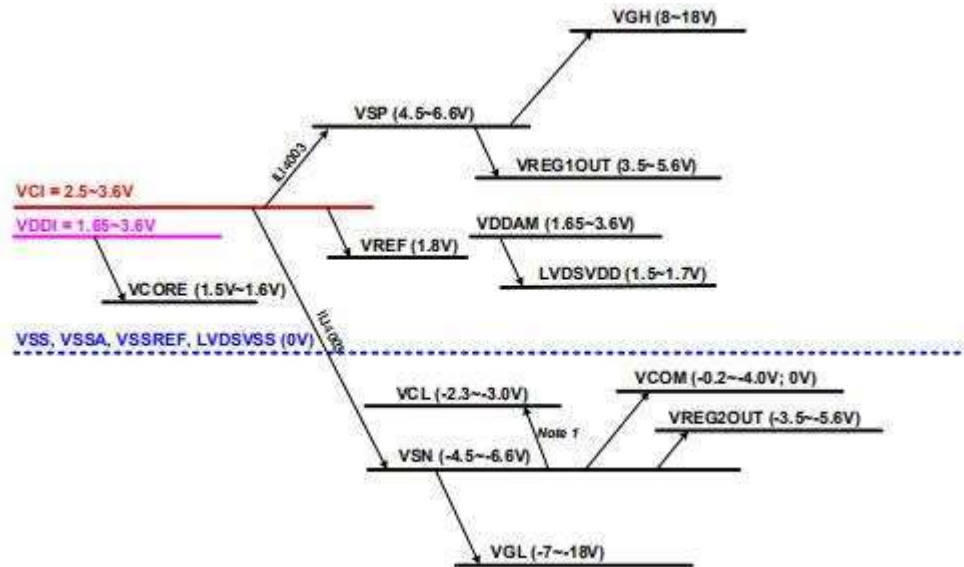 VGH (8~18V)
VSP (4.5~6.6V)
ILI4003
VREG1OUT (3.5~5.6V)
VCI = 2.5~3.6V
VDDI = 1.65~3.6V
VREF (1.8V)
VDDAM (1.65~3.6V)
LVDSVDD (1.5~1.7V)
VCORE (1.5V~1.6V)
ILI4003
VSS, VSSA, VSSREF, LVDSVSS (0V)
VCOM (-0.2~-4.0V; 0V)
VCL (-2.3~-3.0V)
VREG2OUT (-3.5~-5.6V)
Note 1
VSN (-4.5~-6.6V)
VGL (-7~-18V)